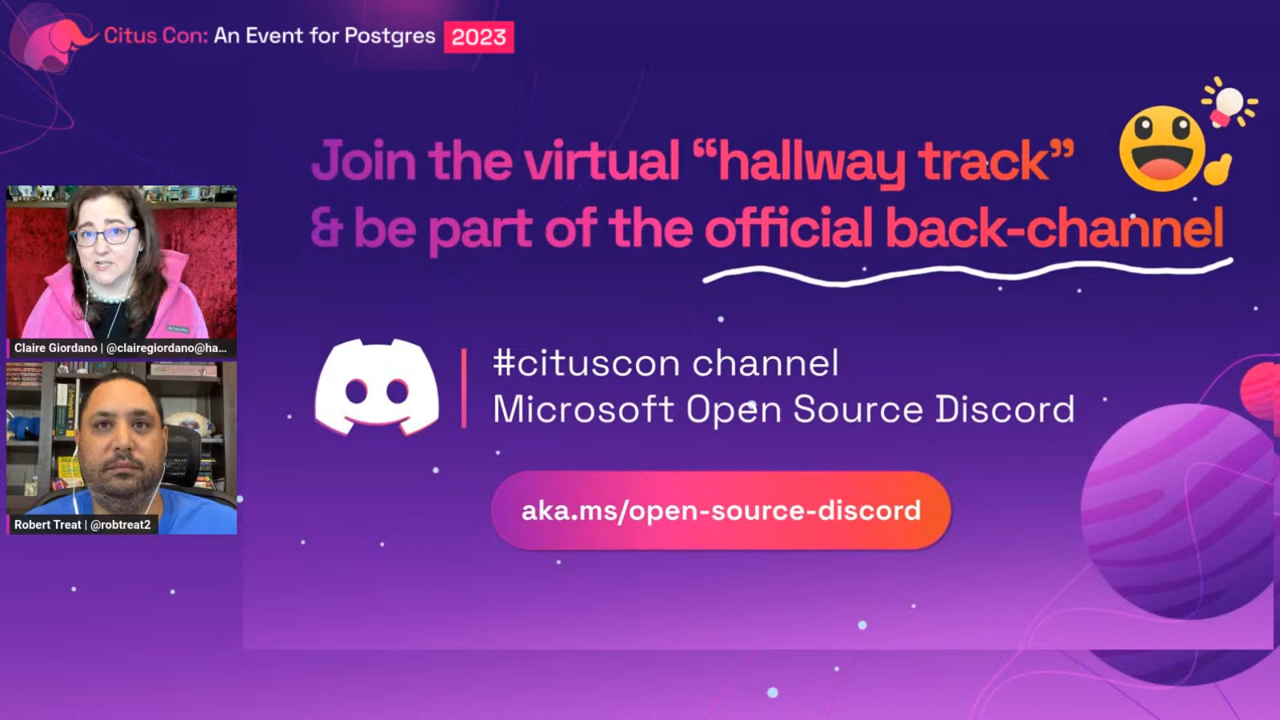 Citus Con: An Event for Postgres 2023
Join the virtual “hallway track”
& be part of the official back-channel
#cituscon channel
Microsoft Open Source Discord
aka.ms/open-source-discord
Claire Giordano | @clairegiordano@ha...
Robert Treat | @robtreat2